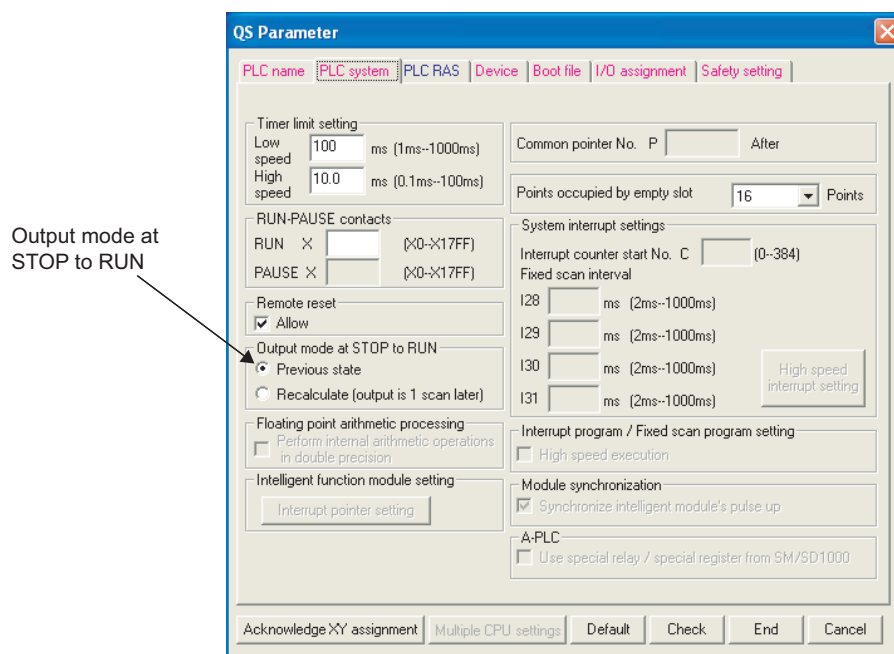 QS Parameter
PLC name PLC system PLC RAS Device Boot file I/O assignment Safety setting
Timer limit setting
Low speed 100 ms (1ms--1000ms)
High speed 10.0 ms (0.1ms--100ms)
RUN-PAUSE contacts
RUN X (X0--X17FF)
PAUSE X (X0--X17FF)
Remote reset
Allow
Output mode at STOP to RUN
Output mode at STOP to RUN
Previous state
Recalculate (output is 1 scan later)
Floating point arithmetic processing
Perform internal arithmetic operations
in double precision
Intelligent function module setting
Interrupt pointer setting
Common pointer No. P After
Points occupied by empty slot 16 Points
System interrupt settings
Interrupt counter start No. C (0--384)
Fixed scan interval
I28 ms (2ms--1000ms)
I29 ms (2ms--1000ms)
I30 ms (2ms--1000ms)
I31 ms (2ms--1000ms)
High speed
interrupt setting
Interrupt program / Fixed scan program setting
High speed execution
Module synchronization
Synchronize intelligent module's pulse up
A-PLC
Use special relay / special register from SM/SD1000
Acknowledge XY assignment Multiple CPU settings Default Check End Cancel